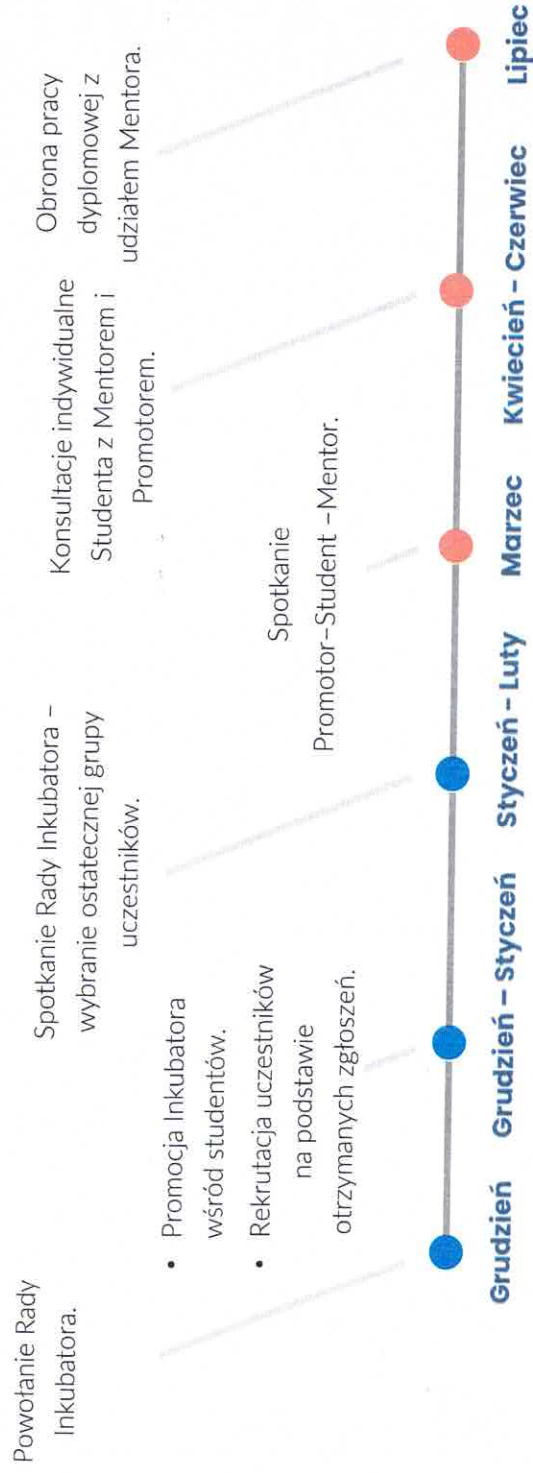 Powołanie Rady
Inkubatora.
• Promocja Inkubatora
wśród studentów.
• Rekrutacja uczestników
na podstawie
otrzymanych zgłoszeń.
Spotkanie Rady Inkubatora –
wybranie ostatecznej grupy
uczestników.
Spotkanie
Promotor–Student –Mentor.
Konsultacje indywidualne
Studenta z Mentorem i
Promotorem.
Obrona pracy
dyplomowej z
udziałem Mentora.
Grudzień
Grudzień – Styczeń
Styczeń – Luty
Marzec
Kwiecień – Czerwiec
Lipiec